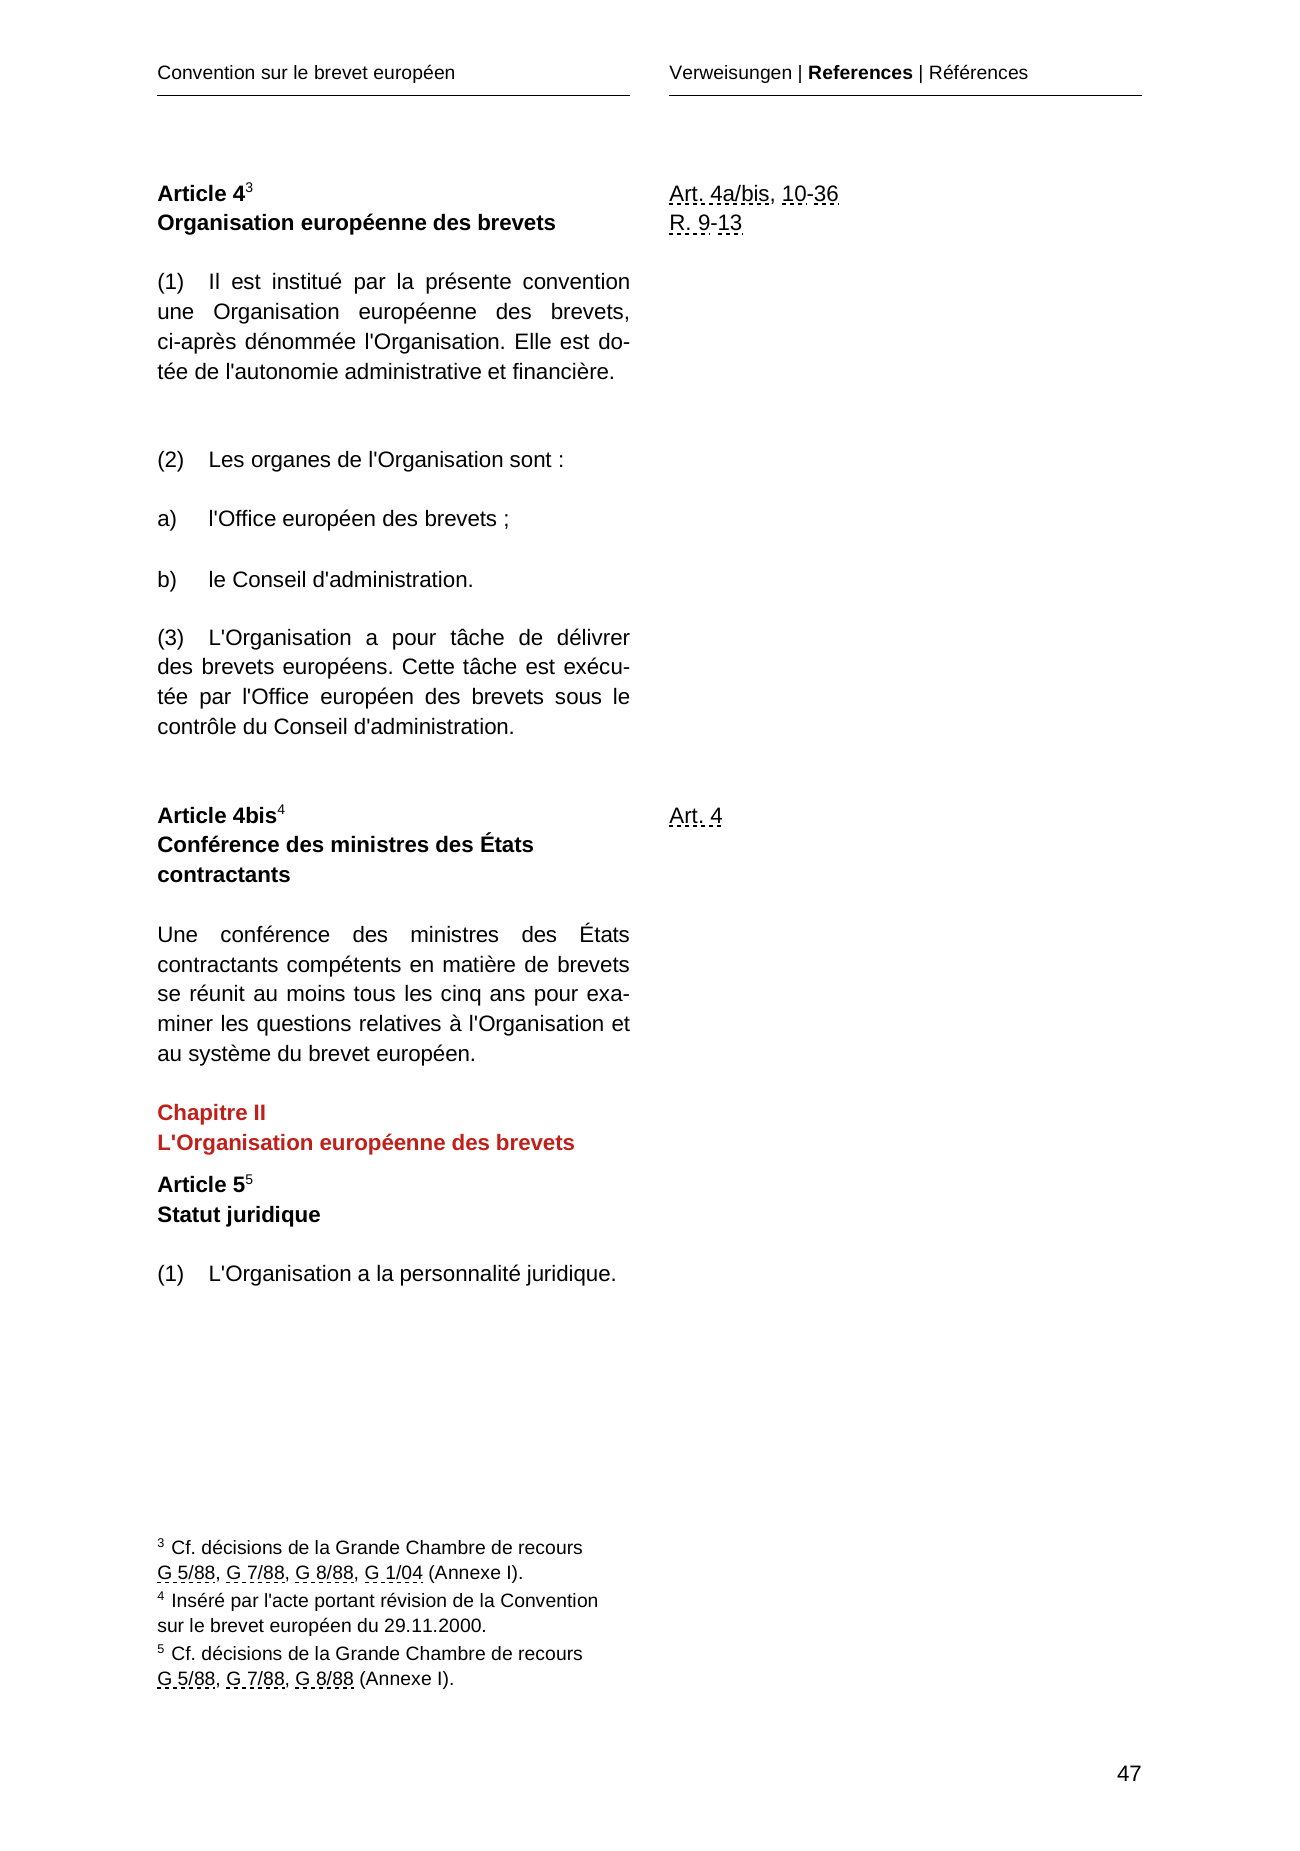 Convention sur le brevet européen
Verweisungen | References | Références
Article 4³
Organisation européenne des brevets
Art. 4a/bis, 10-36
R. 9-13
(1) Il est institué par la présente convention
une Organisation européenne des brevets,
ci-après dénommée l'Organisation. Elle est do-
tée de l'autonomie administrative et financière.
(2) Les organes de l'Organisation sont :
a) l'Office européen des brevets ;
b) le Conseil d'administration.
(3) L'Organisation a pour tâche de délivrer
des brevets européens. Cette tâche est exécu-
tée par l'Office européen des brevets sous le
contrôle du Conseil d'administration.
Article 4bis⁴
Conférence des ministres des États
contractants
Art. 4
Une conférence des ministres des États
contractants compétents en matière de brevets
se réunit au moins tous les cinq ans pour exa-
miner les questions relatives à l'Organisation et
au système du brevet européen.
Chapitre II
L'Organisation européenne des brevets
Article 5⁵
Statut juridique
(1) L'Organisation a la personnalité juridique.
³ Cf. décisions de la Grande Chambre de recours
G 5/88, G 7/88, G 8/88, G 1/04 (Annexe I).
⁴ Inséré par l'acte portant révision de la Convention
sur le brevet européen du 29.11.2000.
⁵ Cf. décisions de la Grande Chambre de recours
G 5/88, G 7/88, G 8/88 (Annexe I).
47